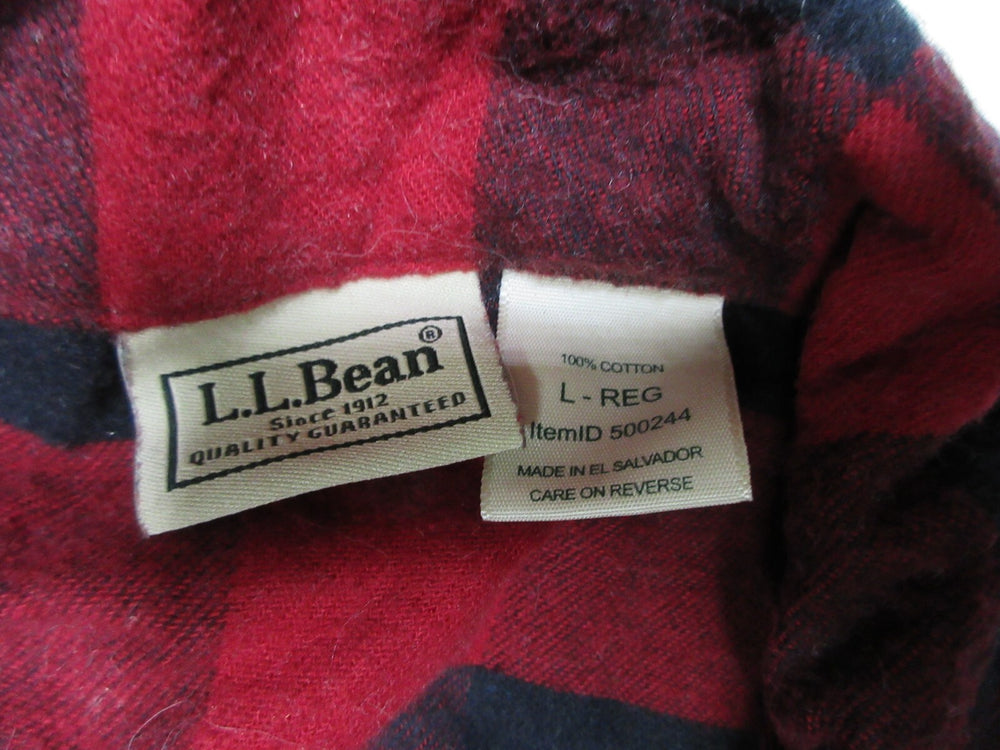 L.L.Bean®
Since 1912
QUALITY GUARANTEED
100% COTTON
L - REG
ItemID 500244
MADE IN EL SALVADOR
CARE ON REVERSE